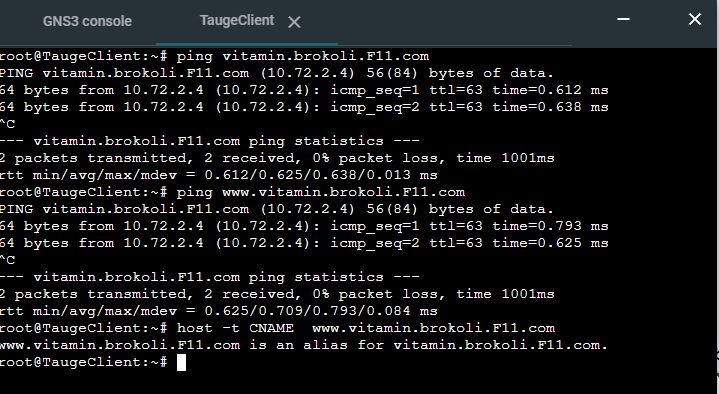 GNS3 console
TaugeClient
root@TaugeClient:~# ping vitamin.brokoli.F11.com
PING vitamin.brokoli.F11.com (10.72.2.4) 56(84) bytes of data.
64 bytes from 10.72.2.4 (10.72.2.4): icmp_seq=1 ttl=63 time=0.612 ms
64 bytes from 10.72.2.4 (10.72.2.4): icmp_seq=2 ttl=63 time=0.638 ms
^C
--- vitamin.brokoli.F11.com ping statistics ---
2 packets transmitted, 2 received, 0% packet loss, time 1001ms
rtt min/avg/max/mdev = 0.612/0.625/0.638/0.013 ms
root@TaugeClient:~# ping www.vitamin.brokoli.F11.com
PING vitamin.brokoli.F11.com (10.72.2.4) 56(84) bytes of data.
64 bytes from 10.72.2.4 (10.72.2.4): icmp_seq=1 ttl=63 time=0.793 ms
64 bytes from 10.72.2.4 (10.72.2.4): icmp_seq=2 ttl=63 time=0.625 ms
^C
--- vitamin.brokoli.F11.com ping statistics ---
2 packets transmitted, 2 received, 0% packet loss, time 1001ms
rtt min/avg/max/mdev = 0.625/0.709/0.793/0.084 ms
root@TaugeClient:~# host -t CNAME  www.vitamin.brokoli.F11.com
www.vitamin.brokoli.F11.com is an alias for vitamin.brokoli.F11.com.
root@TaugeClient:~#